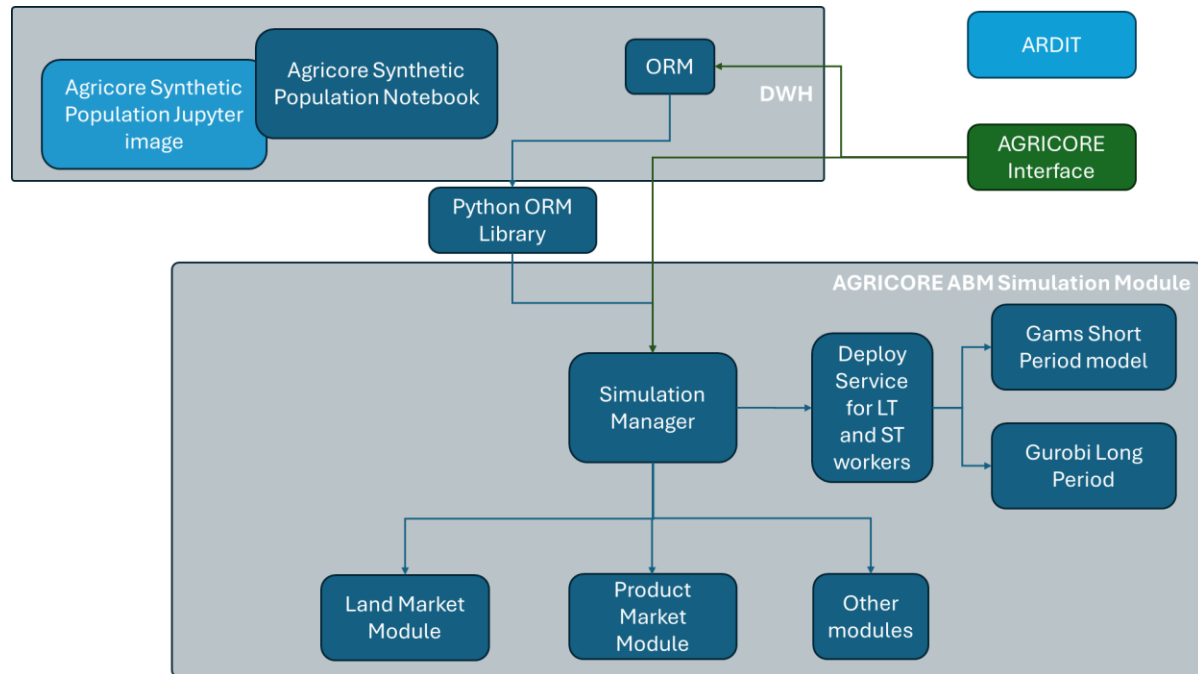 Agricore Synthetic
Population Jupyter
image
Agricore Synthetic
Population Notebook
ORM
DWH
ARDIT
AGRICORE
Interface
Python ORM
Library
AGRICORE ABM Simulation Module
Simulation
Manager
Deploy
Service
for LT
and ST
workers
Gams Short
Period model
Gurobi Long
Period
Land Market
Module
Product
Market
Module
Other
modules